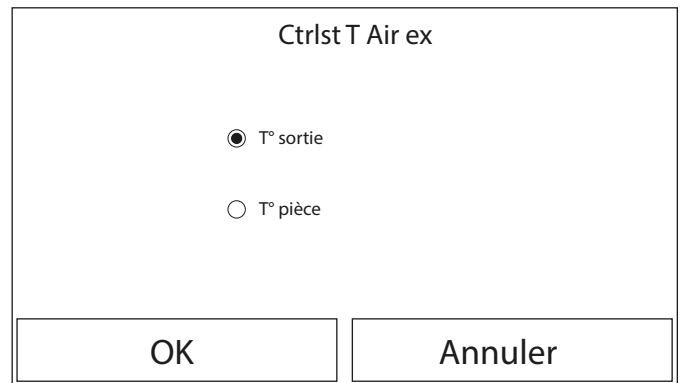 Ctrlst T Air ex
T° sortie
T° pièce
OK
Annuler